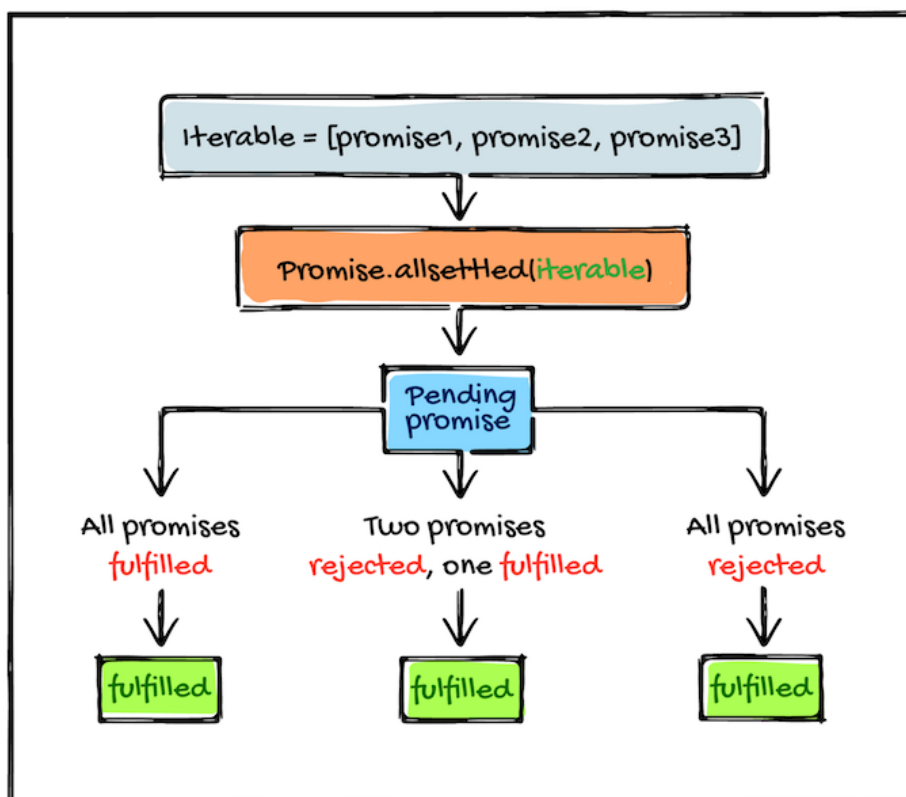 Iterable = [promise1, promise2, promise3]
Promise.allsettled(iterable)
Pending
promise
All promises
fulfilled
Two promises
rejected, one fulfilled
All promises
rejected
fulfilled
fulfilled
fulfilled